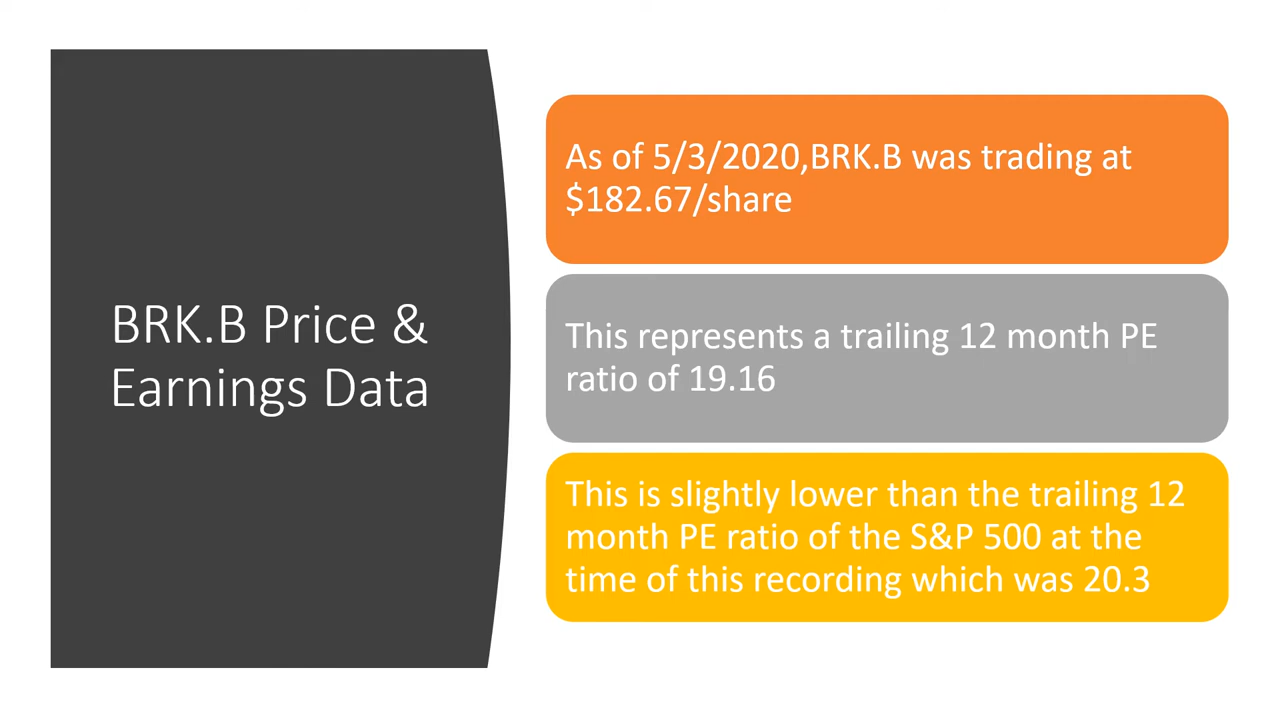 BRK.B Price &
Earnings Data
As of 5/3/2020,BRK.B was trading at
$182.67/share
This represents a trailing 12 month PE
ratio of 19.16
This is slightly lower than the trailing 12
month PE ratio of the S&P 500 at the
time of this recording which was 20.3